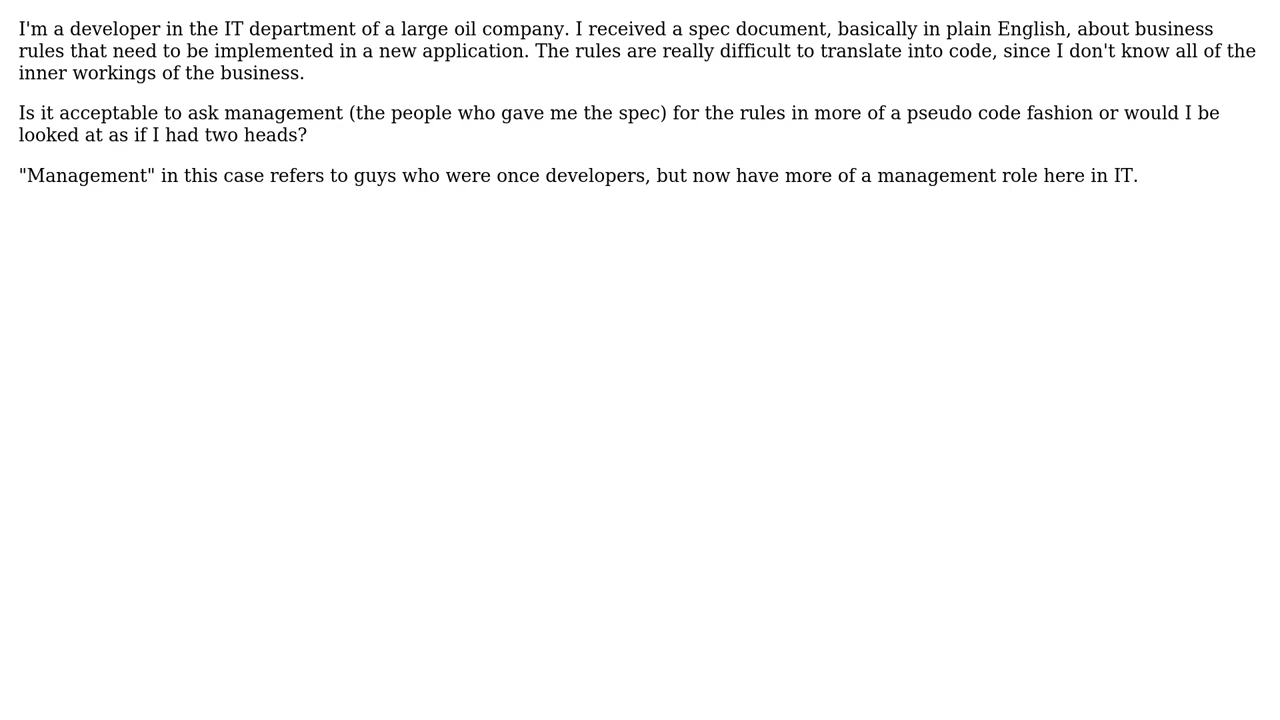 I'm a developer in the IT department of a large oil company. I received a spec document, basically in plain English, about business
rules that need to be implemented in a new application. The rules are really difficult to translate into code, since I don't know all of the
inner workings of the business.
Is it acceptable to ask management (the people who gave me the spec) for the rules in more of a pseudo code fashion or would I be
looked at as if I had two heads?
"Management" in this case refers to guys who were once developers, but now have more of a management role here in IT.